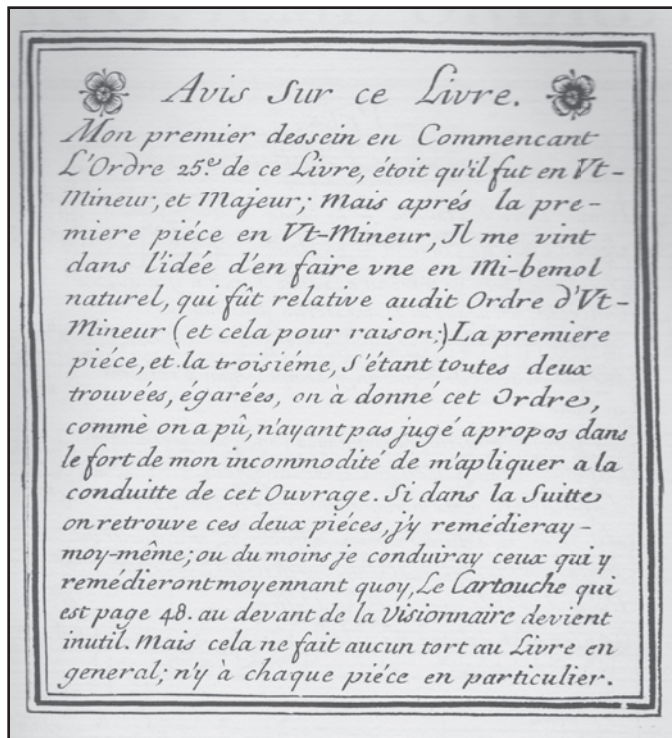 Avis Sur ce Livre.
Mon premier dessein en Commencant
L'Ordre 25.e de ce Livre, étoit qu'il fut en Vt-
Mineur, et Majeur; mais aprés la pre-
miere piéce en Vt-Mineur, Jl me vint
dans l'idée d'en faire vne en Mi-bemol
naturel, qui fût relative audit Ordre d'Vt-
Mineur (et cela pour raison:) La premiere
piéce, et la troisiéme, s'étant toutes deux
trouvées, égarées, on à donné cet Ordre,
commè on a pû, n'ayant pas jugé apropos dans
le fort de mon incommodité de m'apliquer a la
conduitte de cet Ouvrage. Si dans la Suitte
on retrouve ces deux piéces, j'y remédieray-
moy-même; ou du moins je conduiray ceux qui y
remédieront moyennant quoy, Le Cartouche qui
est page 48. au devant de la Visionnaire devient
inutil. Mais cela ne fait aucun tort au Livre en
general; n'y à chaque piéce en particulier.